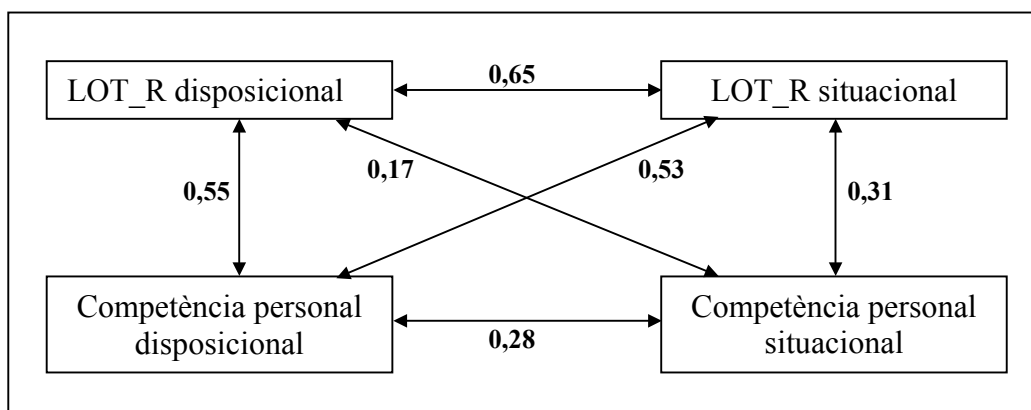 0,65
LOT_R disposicional
LOT_R situacional
0,17
0,53
0,55
0,31
Competència personal
disposicional
Competència personal
situacional
0,28